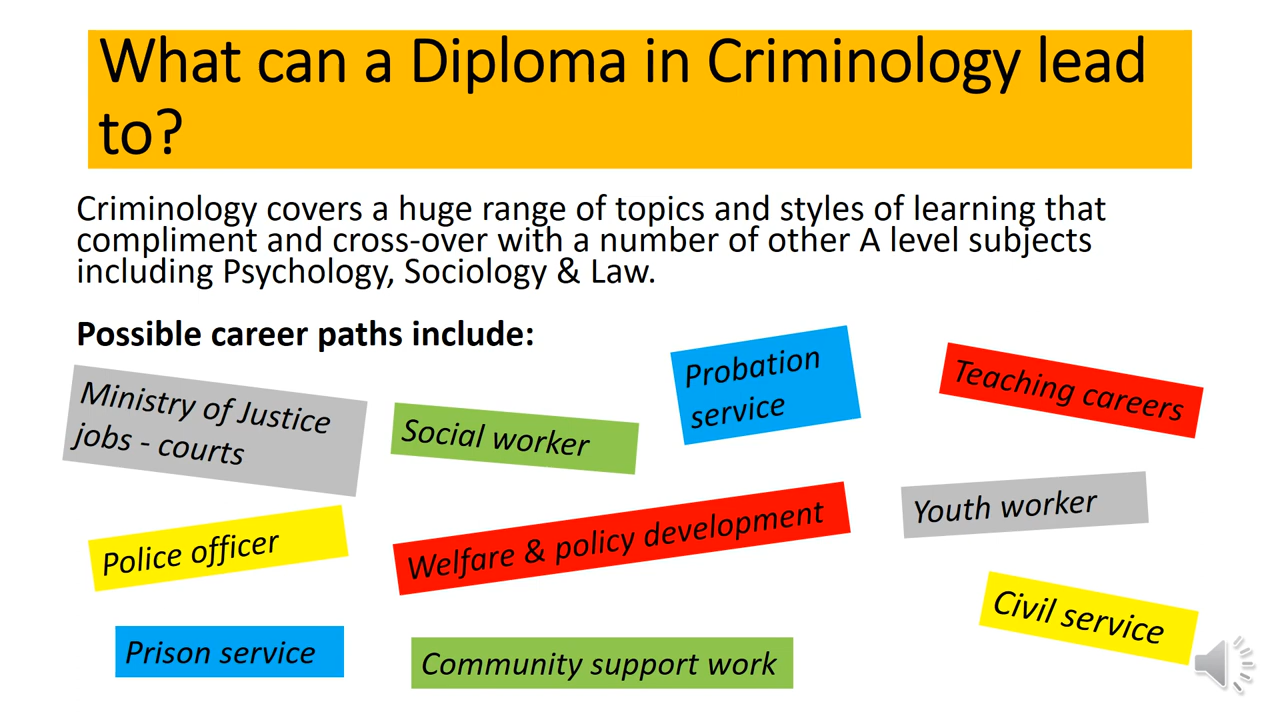 What can a Diploma in Criminology lead
to?
Criminology covers a huge range of topics and styles of learning that
compliment and cross-over with a number of other A level subjects
including Psychology, Sociology & Law.
Possible career paths include:
Ministry of Justice
jobs - courts
Social worker
Probation
service
Teaching careers
Police officer
Welfare & policy development
Youth worker
Prison service
Community support work
Civil service